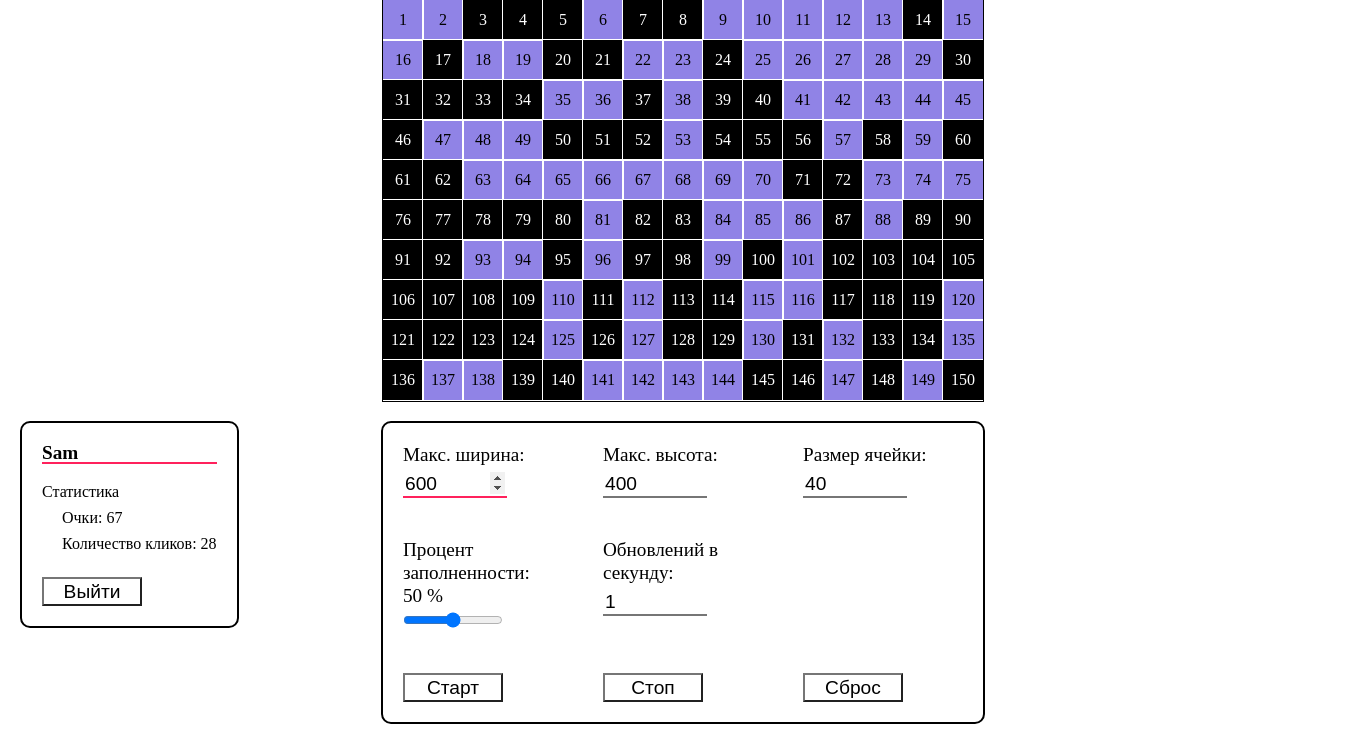 1 2 3 4 5 6 7 8 9 10 11 12 13 14 15
16 17 18 19 20 21 22 23 24 25 26 27 28 29 30
31 32 33 34 35 36 37 38 39 40 41 42 43 44 45
46 47 48 49 50 51 52 53 54 55 56 57 58 59 60
61 62 63 64 65 66 67 68 69 70 71 72 73 74 75
76 77 78 79 80 81 82 83 84 85 86 87 88 89 90
91 92 93 94 95 96 97 98 99 100 101 102 103 104 105
106 107 108 109 110 111 112 113 114 115 116 117 118 119 120
121 122 123 124 125 126 127 128 129 130 131 132 133 134 135
136 137 138 139 140 141 142 143 144 145 146 147 148 149 150
Sam
Статистика
Очки: 67
Количество кликов: 28
Выйти
Макс. ширина:
600
Макс. высота:
400
Размер ячейки:
40
Процент
заполненности:
50 %
Обновлений в
секунду:
1
Старт
Стоп
Сброс